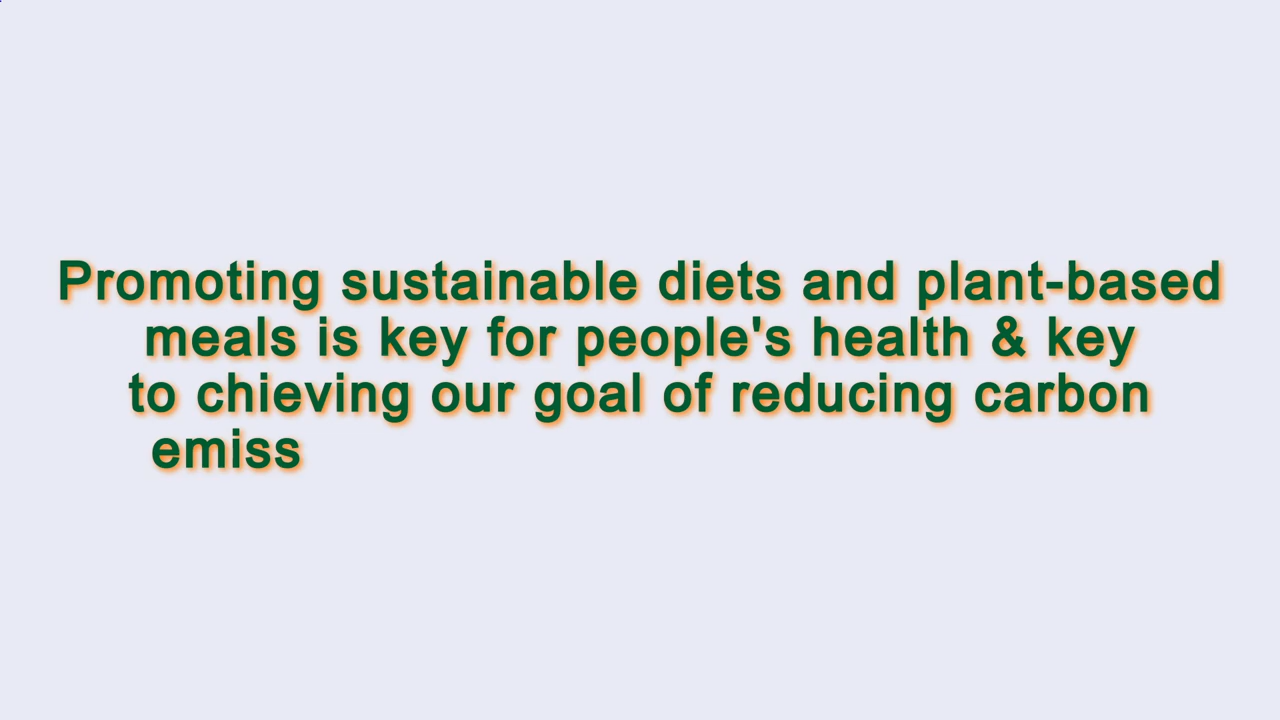 Promoting sustainable diets and plant-based
meals is key for people's health & key
to chieving our goal of reducing carbon
emiss